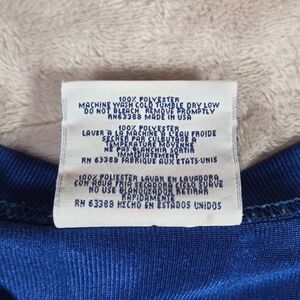 100% POLYESTER
MACHINE WASH COLD TUMBLE DRY LOW
DO NOT BLEACH REMOVE PROMPTLY
RN63388 MADE IN USA
100% POLYESTER
LAVER A LA MACHINE A L'EAU FROIDE
SECHER PAR CULBUTAGE A
TEMPERATURE MOYENNE
NE PAS BLANCHIR SORTIR
IMMEDIATEMENT
RN 63388 FABRIQUE AUX ETATS-UNIS
100% POLIESTER LAVAR EN LAVADORA
CON AGUA FRIA SECADORA CICLO SUAVE
NO USE BLANQUEADOR RETIRAR
RAPIDAMENTE
RN 63388 HECHO EN ESTADOS UNIDOS